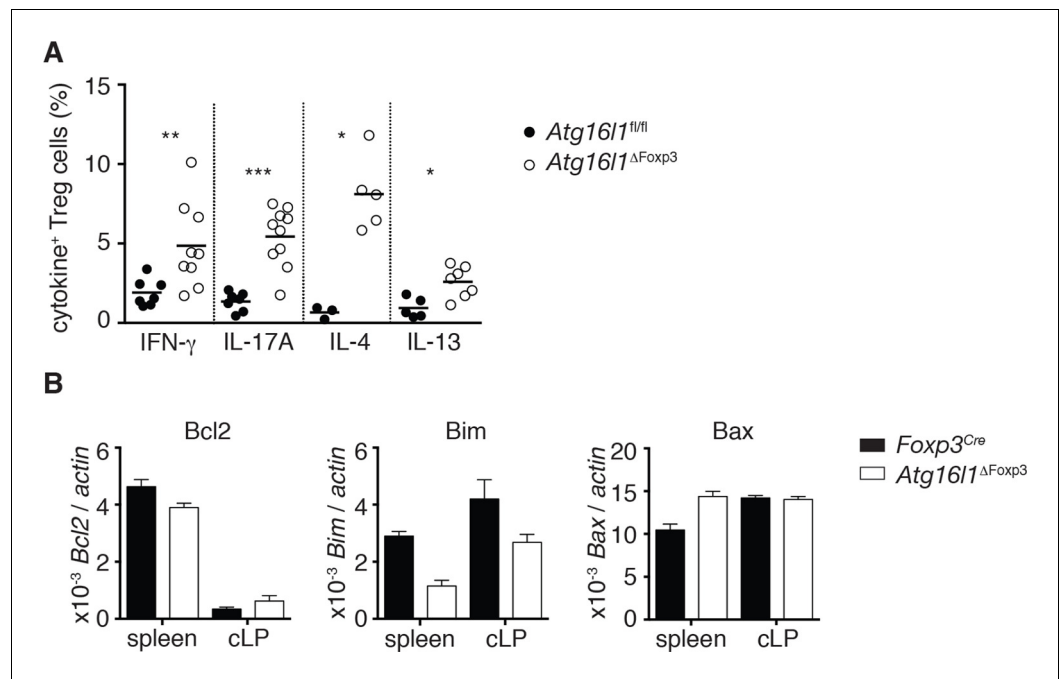 A
cytokine⁺ Treg cells (%)
15
10
5
0
** *** * *
IFN-γ IL-17A IL-4 IL-13
Atg16l1fl/fl
Atg16l1ΔFoxp3
B
Bcl2
x10⁻³ Bcl2 / actin
6
4
2
0
spleen cLP
Bim
x10⁻³ Bim / actin
6
4
2
0
spleen cLP
Bax
x10⁻³ Bax / actin
20
15
10
5
0
spleen cLP
Foxp3Cre
Atg16l1ΔFoxp3